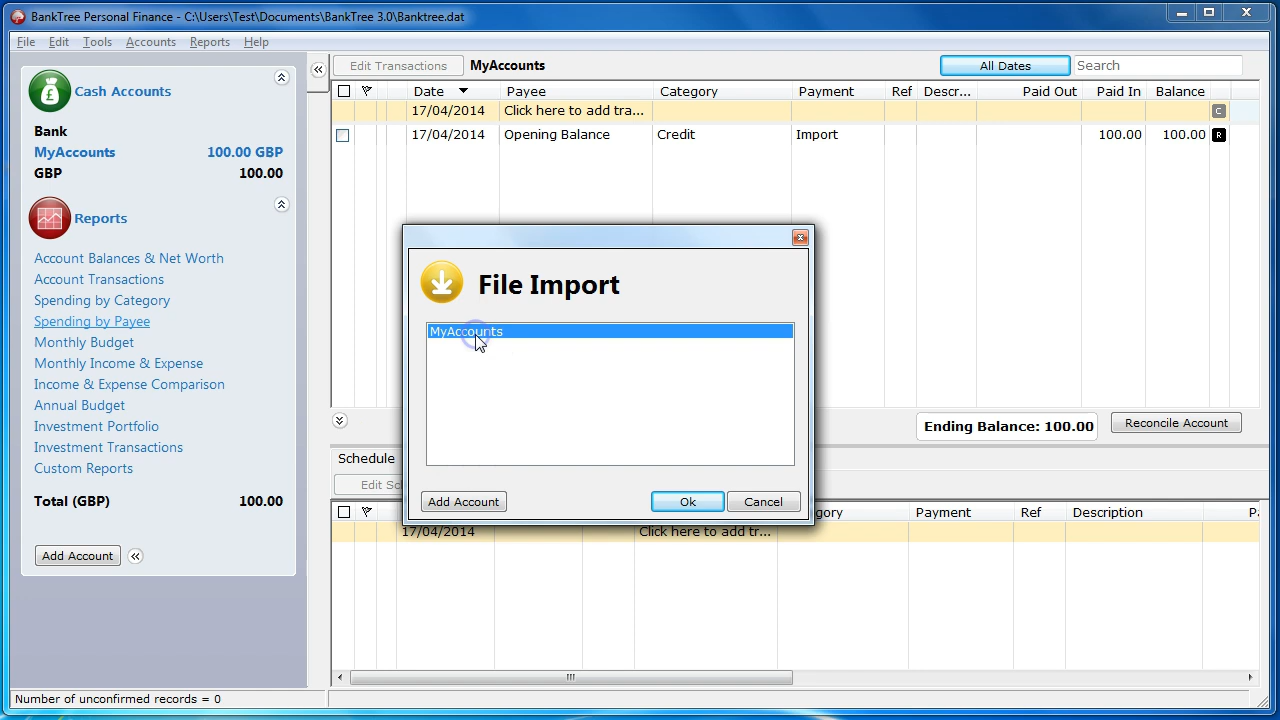 BankTree Personal Finance - C:\Users\Test\Documents\BankTree 3.0\Banktree.dat
File Edit Tools Accounts Reports Help
Cash Accounts
Bank
MyAccounts 100.00 GBP
GBP 100.00
Reports
Account Balances & Net Worth
Account Transactions
Spending by Category
Spending by Payee
Monthly Budget
Monthly Income & Expense
Income & Expense Comparison
Annual Budget
Investment Portfolio
Investment Transactions
Custom Reports
Total (GBP) 100.00
Add Account
Edit Transactions MyAccounts All Dates Search
Date Payee Category Payment Ref Descr... Paid Out Paid In Balance
17/04/2014 Click here to add tra... C
17/04/2014 Opening Balance Credit Import 100.00 100.00 R
File Import
MyAccounts
Add Account Ok Cancel
Ending Balance: 100.00 Reconcile Account
Schedule
Edit Sc
gory Payment Ref Description P
17/04/2014 Click here to add tr...
Number of unconfirmed records = 0